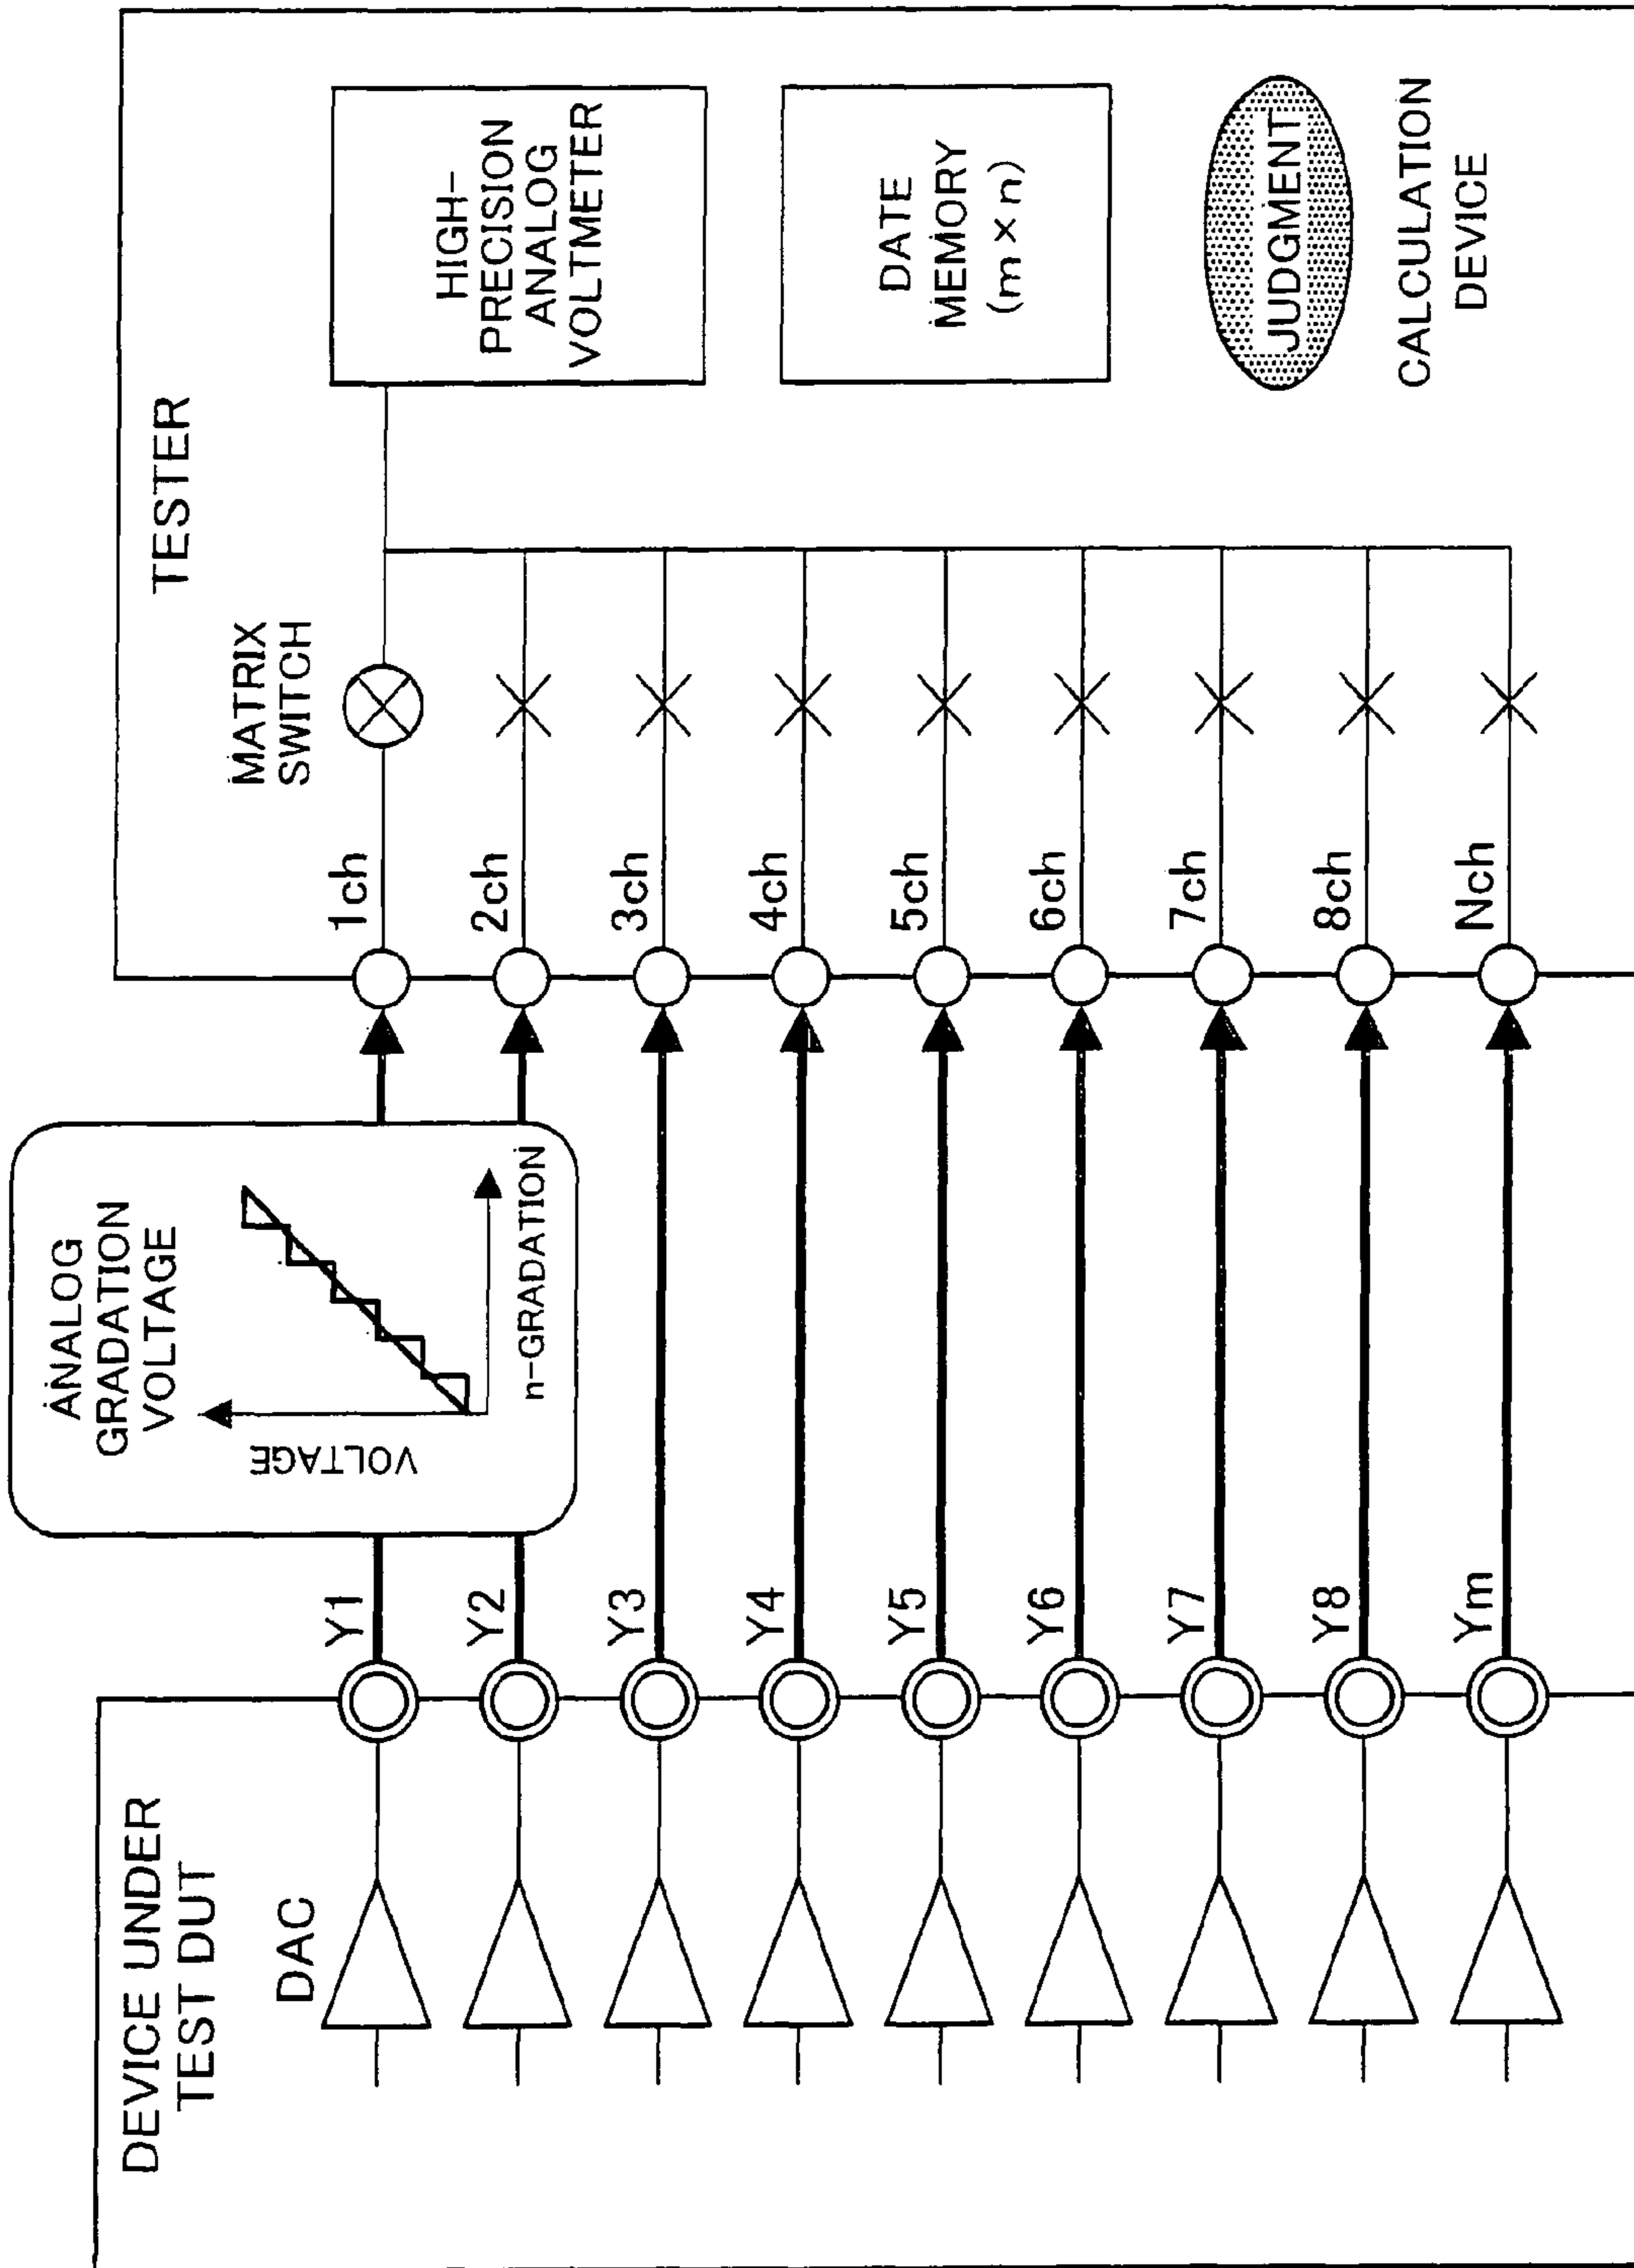 DEVICE UNDER
TEST DUT
DAC
Y1
Y2
Y3
Y4
Y5
Y6
Y7
Y8
Ym
ANALOG
GRADATION
VOLTAGE
VOLTAGE
n-GRADATION
TESTER
MATRIX
SWITCH
1ch
2ch
3ch
4ch
5ch
6ch
7ch
8ch
Nch
HIGH-
PRECISION
ANALOG
VOLTMETER
DATE
MEMORY
(m×n)
JUDGMENT
CALCULATION
DEVICE